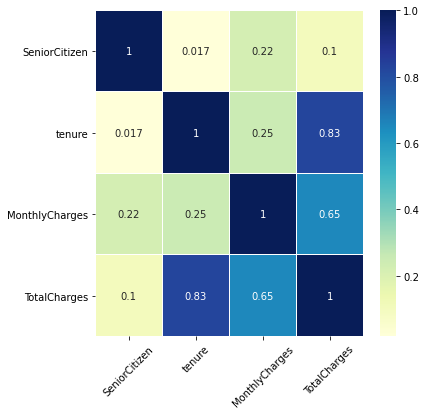 SeniorCitizen 1 0.017 0.22 0.1
tenure 0.017 1 0.25 0.83
MonthlyCharges 0.22 0.25 1 0.65
TotalCharges 0.1 0.83 0.65 1
SeniorCitizen tenure MonthlyCharges TotalCharges
1.0
0.8
0.6
0.4
0.2